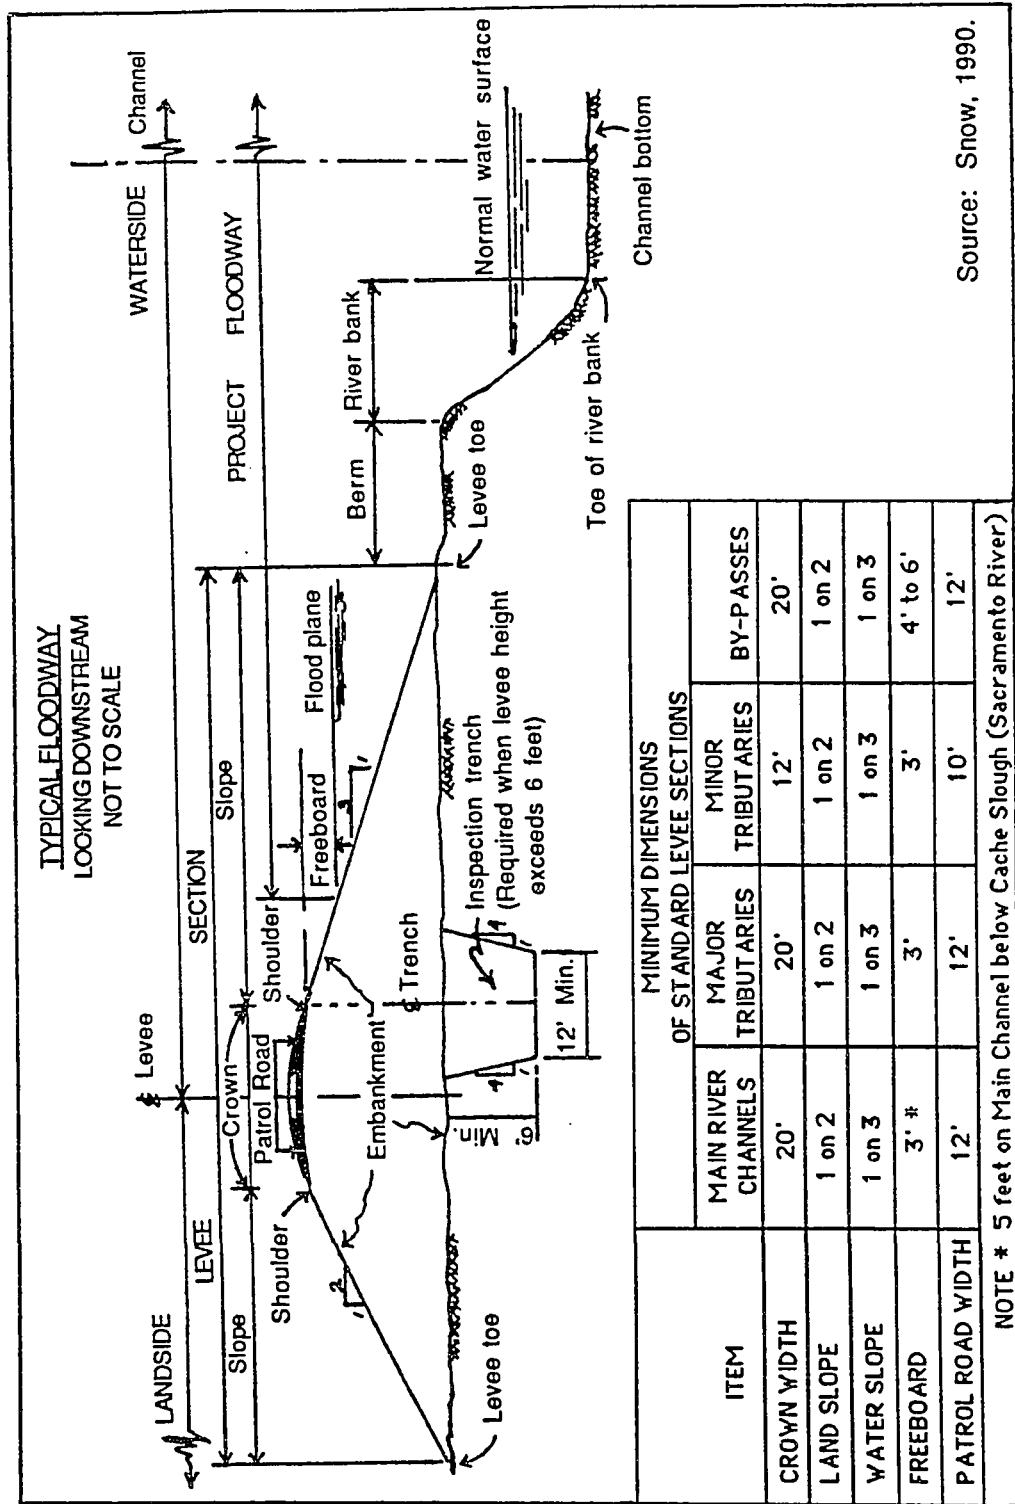 TYPICAL FLOODWAY
LOOKING DOWNSTREAM
NOT TO SCALE
LANDSIDE
Levee
WATERSIDE
Channel
LEVEE
SECTION
PROJECT FLOODWAY
Slope
Crown
Slope
Patrol Road
Shoulder
Shoulder
Freeboard
Flood plane
Berm
River bank
Normal water surface
2
1
3
1
Embankment
Trench
Levee toe
Levee toe
6' Min.
12' Min.
4
1
4
1
Inspection trench
(Required when levee height
exceeds 6 feet)
Toe of river bank
Channel bottom
MINIMUM DIMENSIONS
OF STANDARD LEVEE SECTIONS
ITEM
MAIN RIVER
CHANNELS
MAJOR
TRIBUTARIES
MINOR
TRIBUTARIES
BY-PASSES
CROWN WIDTH 20' 20' 12' 20'
LAND SLOPE 1 on 2 1 on 2 1 on 2 1 on 2
WATER SLOPE 1 on 3 1 on 3 1 on 3 1 on 3
FREEBOARD 3' * 3' 3' 4' to 6'
PATROL ROAD WIDTH 12' 12' 10' 12'
NOTE * 5 feet on Main Channel below Cache Slough (Sacramento River)
Source: Snow, 1990.